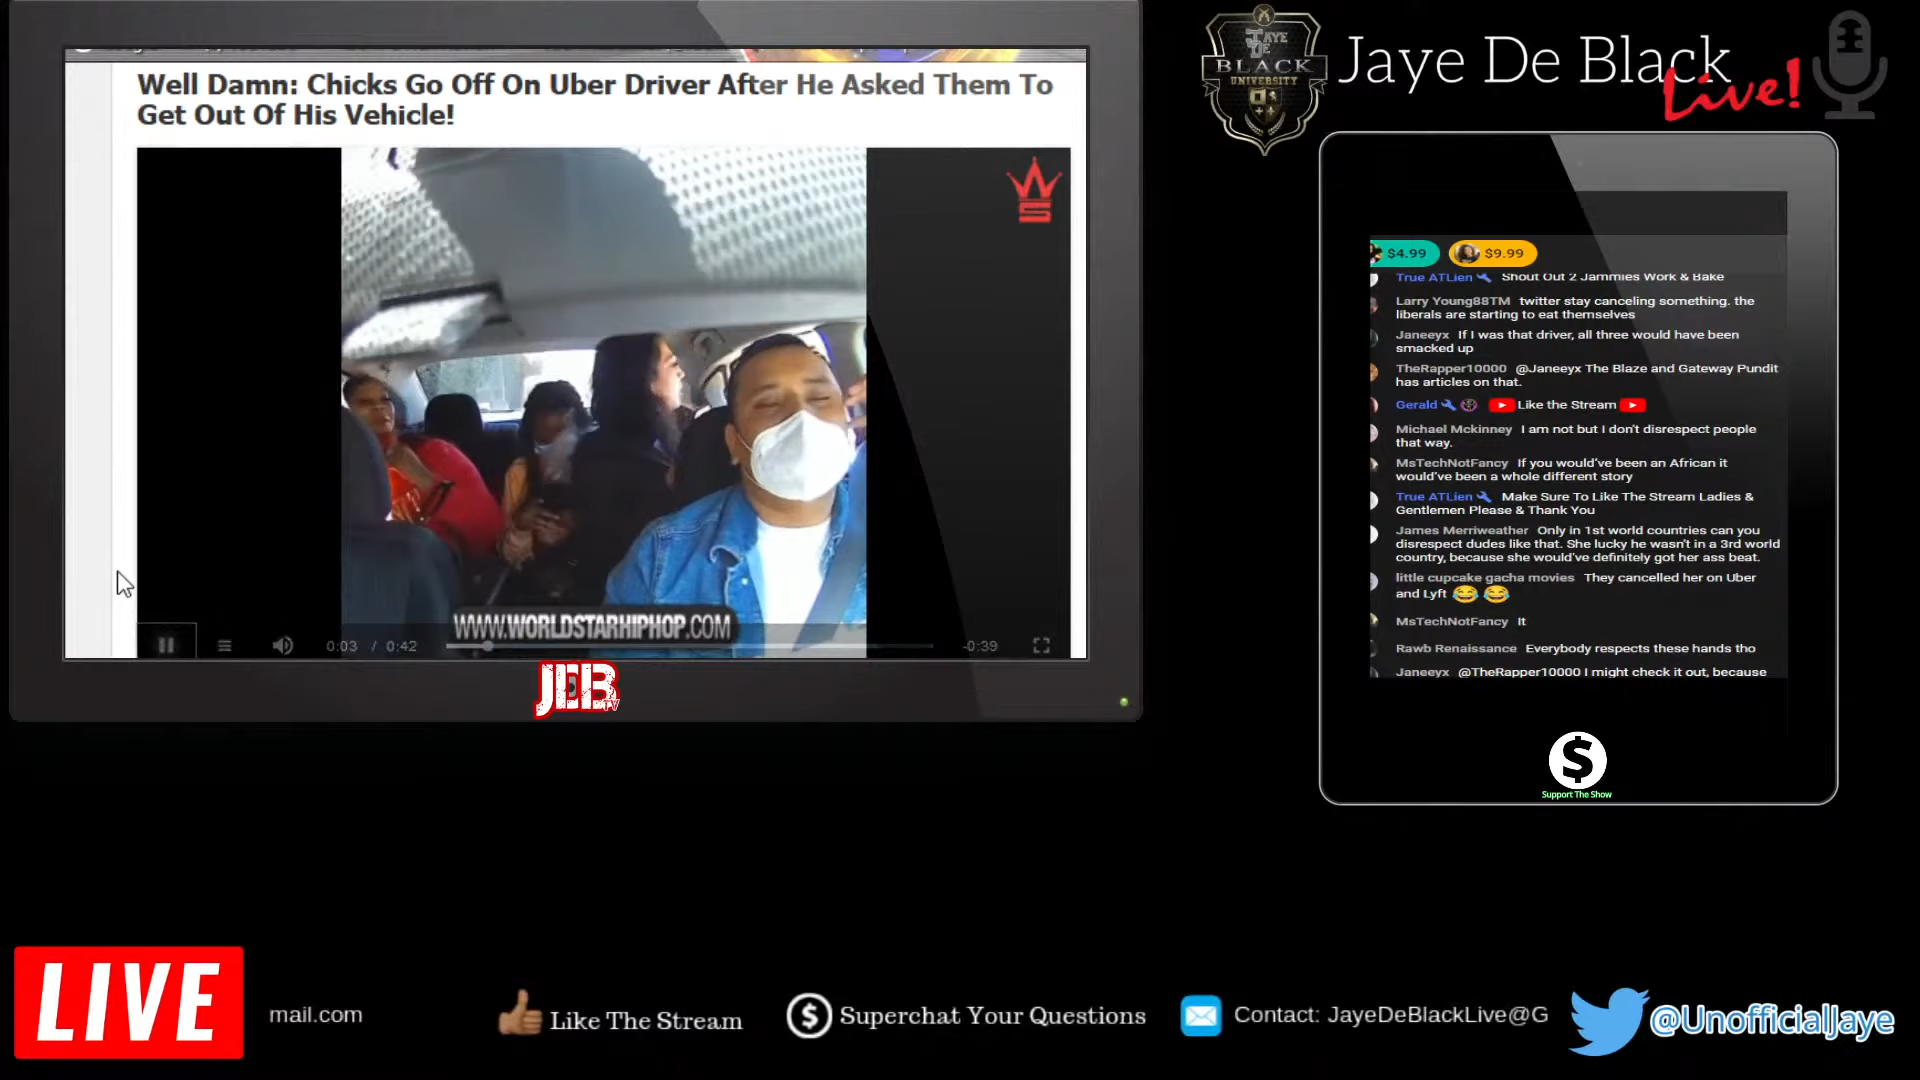 Well Damn: Chicks Go Off On Uber Driver After He Asked Them To
Get Out Of His Vehicle!
WWW.WORLDSTARHIPHOP.COM
0:03 / 0:42
-0:39
JDB
TV
JAYE
DE
BLACK
UNIVERSITY
Jaye De Black
Live!
$4.99
$9.99
True ATLien Shout Out 2 Jammies Work & Bake
Larry Young88TM twitter stay canceling something. the
liberals are starting to eat themselves
Janeeyx If I was that driver, all three would have been
smacked up
TheRapper10000 @Janeeyx The Blaze and Gateway Pundit
has articles on that.
Gerald Like the Stream
Michael Mckinney I am not but I don't disrespect people
that way.
MsTechNotFancy If you would've been an African it
would've been a whole different story
True ATLien Make Sure To Like The Stream Ladies &
Gentlemen Please & Thank You
James Merriweather Only in 1st world countries can you
disrespect dudes like that. She lucky he wasn't in a 3rd world
country, because she would've definitely got her ass beat.
little cupcake gacha movies They cancelled her on Uber
and Lyft 😂 😂
MsTechNotFancy It
Rawb Renaissance Everybody respects these hands tho
Janeeyx @TheRapper10000 I might check it out, because
$
Support The Show
LIVE
mail.com
Like The Stream
$
Superchat Your Questions
Contact: JayeDeBlackLive@G
@UnofficialJaye